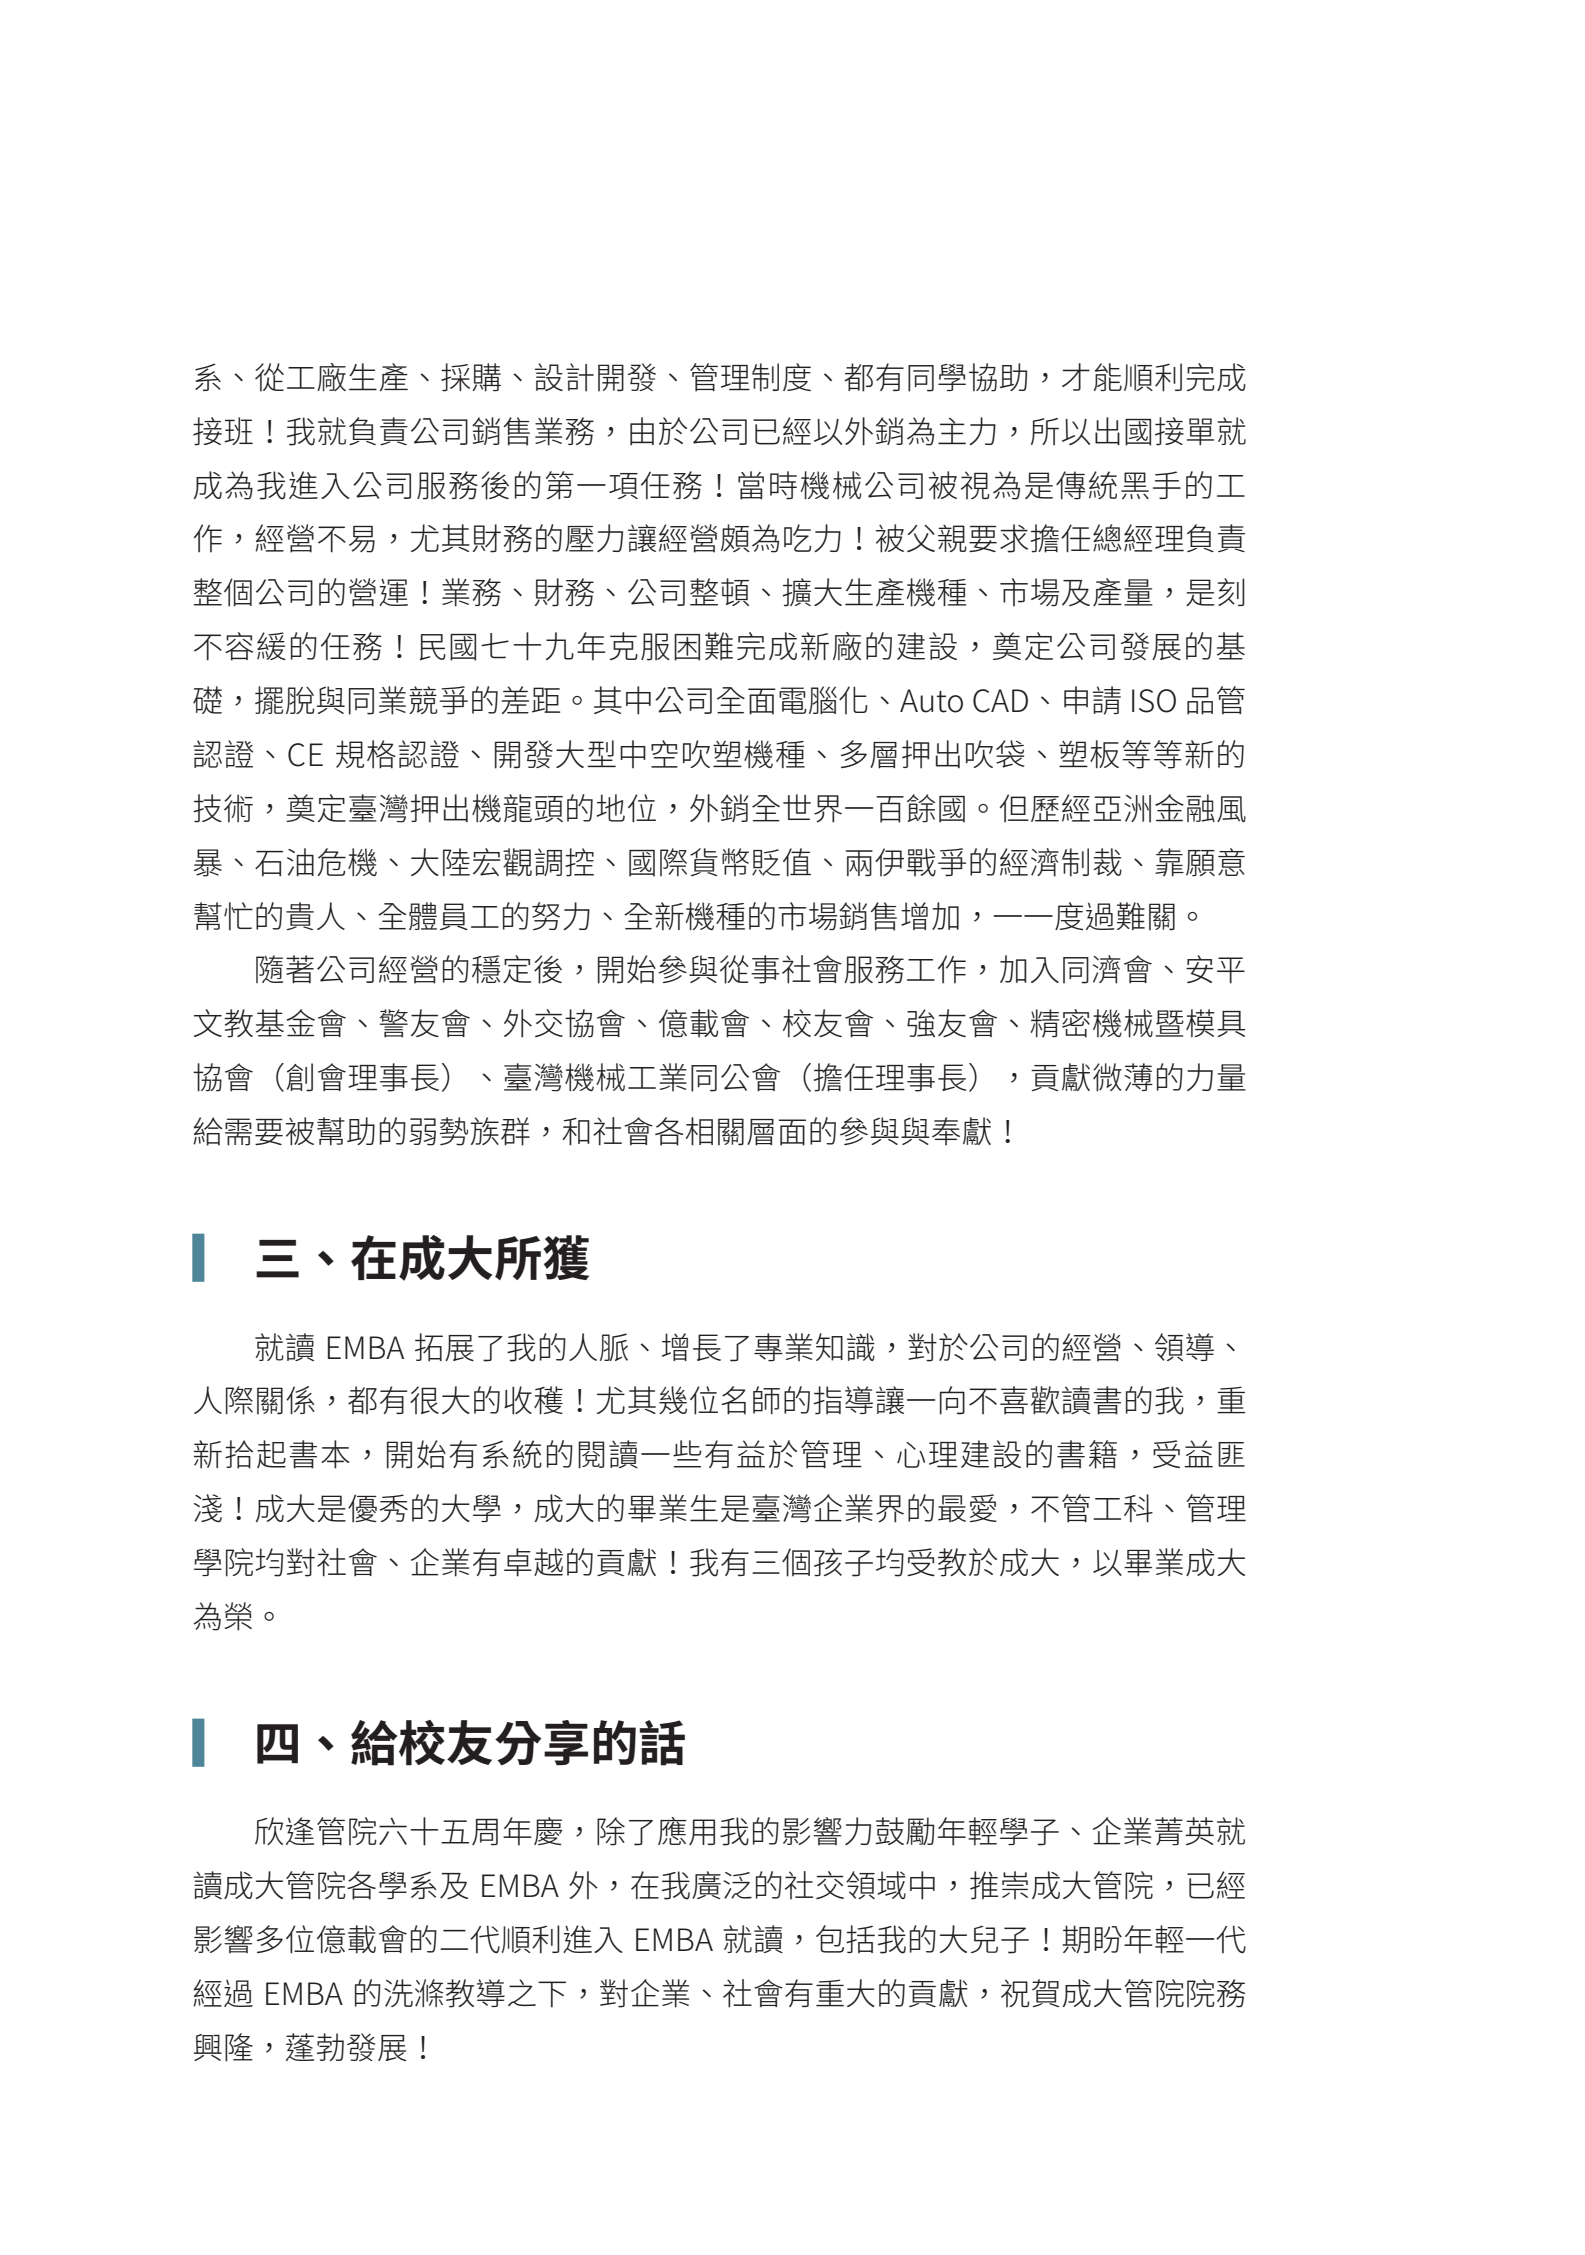 系、從工廠生產、採購、設計開發、管理制度、都有同學協助，才能順利完成
接班！我就負責公司銷售業務，由於公司已經以外銷為主力，所以出國接單就
成為我進入公司服務後的第一項任務！當時機械公司被視為是傳統黑手的工
作，經營不易，尤其財務的壓力讓經營頗為吃力！被父親要求擔任總經理負責
整個公司的營運！業務、財務、公司整頓、擴大生產機種、市場及產量，是刻
不容緩的任務！民國七十九年克服困難完成新廠的建設，奠定公司發展的基
礎，擺脫與同業競爭的差距。其中公司全面電腦化、Auto CAD、申請 ISO 品管
認證、CE 規格認證、開發大型中空吹塑機種、多層押出吹袋、塑板等等新的
技術，奠定臺灣押出機龍頭的地位，外銷全世界一百餘國。但歷經亞洲金融風
暴、石油危機、大陸宏觀調控、國際貨幣貶值、兩伊戰爭的經濟制裁、靠願意
幫忙的貴人、全體員工的努力、全新機種的市場銷售增加，一一度過難關。
隨著公司經營的穩定後，開始參與從事社會服務工作，加入同濟會、安平
文教基金會、警友會、外交協會、億載會、校友會、強友會、精密機械暨模具
協會（創會理事長）、臺灣機械工業同公會（擔任理事長），貢獻微薄的力量
給需要被幫助的弱勢族群，和社會各相關層面的參與與奉獻！
三、在成大所獲
就讀 EMBA 拓展了我的人脈、增長了專業知識，對於公司的經營、領導、
人際關係，都有很大的收穫！尤其幾位名師的指導讓一向不喜歡讀書的我，重
新拾起書本，開始有系統的閱讀一些有益於管理、心理建設的書籍，受益匪
淺！成大是優秀的大學，成大的畢業生是臺灣企業界的最愛，不管工科、管理
學院均對社會、企業有卓越的貢獻！我有三個孩子均受教於成大，以畢業成大
為榮。
四、給校友分享的話
欣逢管院六十五周年慶，除了應用我的影響力鼓勵年輕學子、企業菁英就
讀成大管院各學系及 EMBA 外，在我廣泛的社交領域中，推崇成大管院，已經
影響多位億載會的二代順利進入 EMBA 就讀，包括我的大兒子！期盼年輕一代
經過 EMBA 的洗滌教導之下，對企業、社會有重大的貢獻，祝賀成大管院院務
興隆，蓬勃發展！